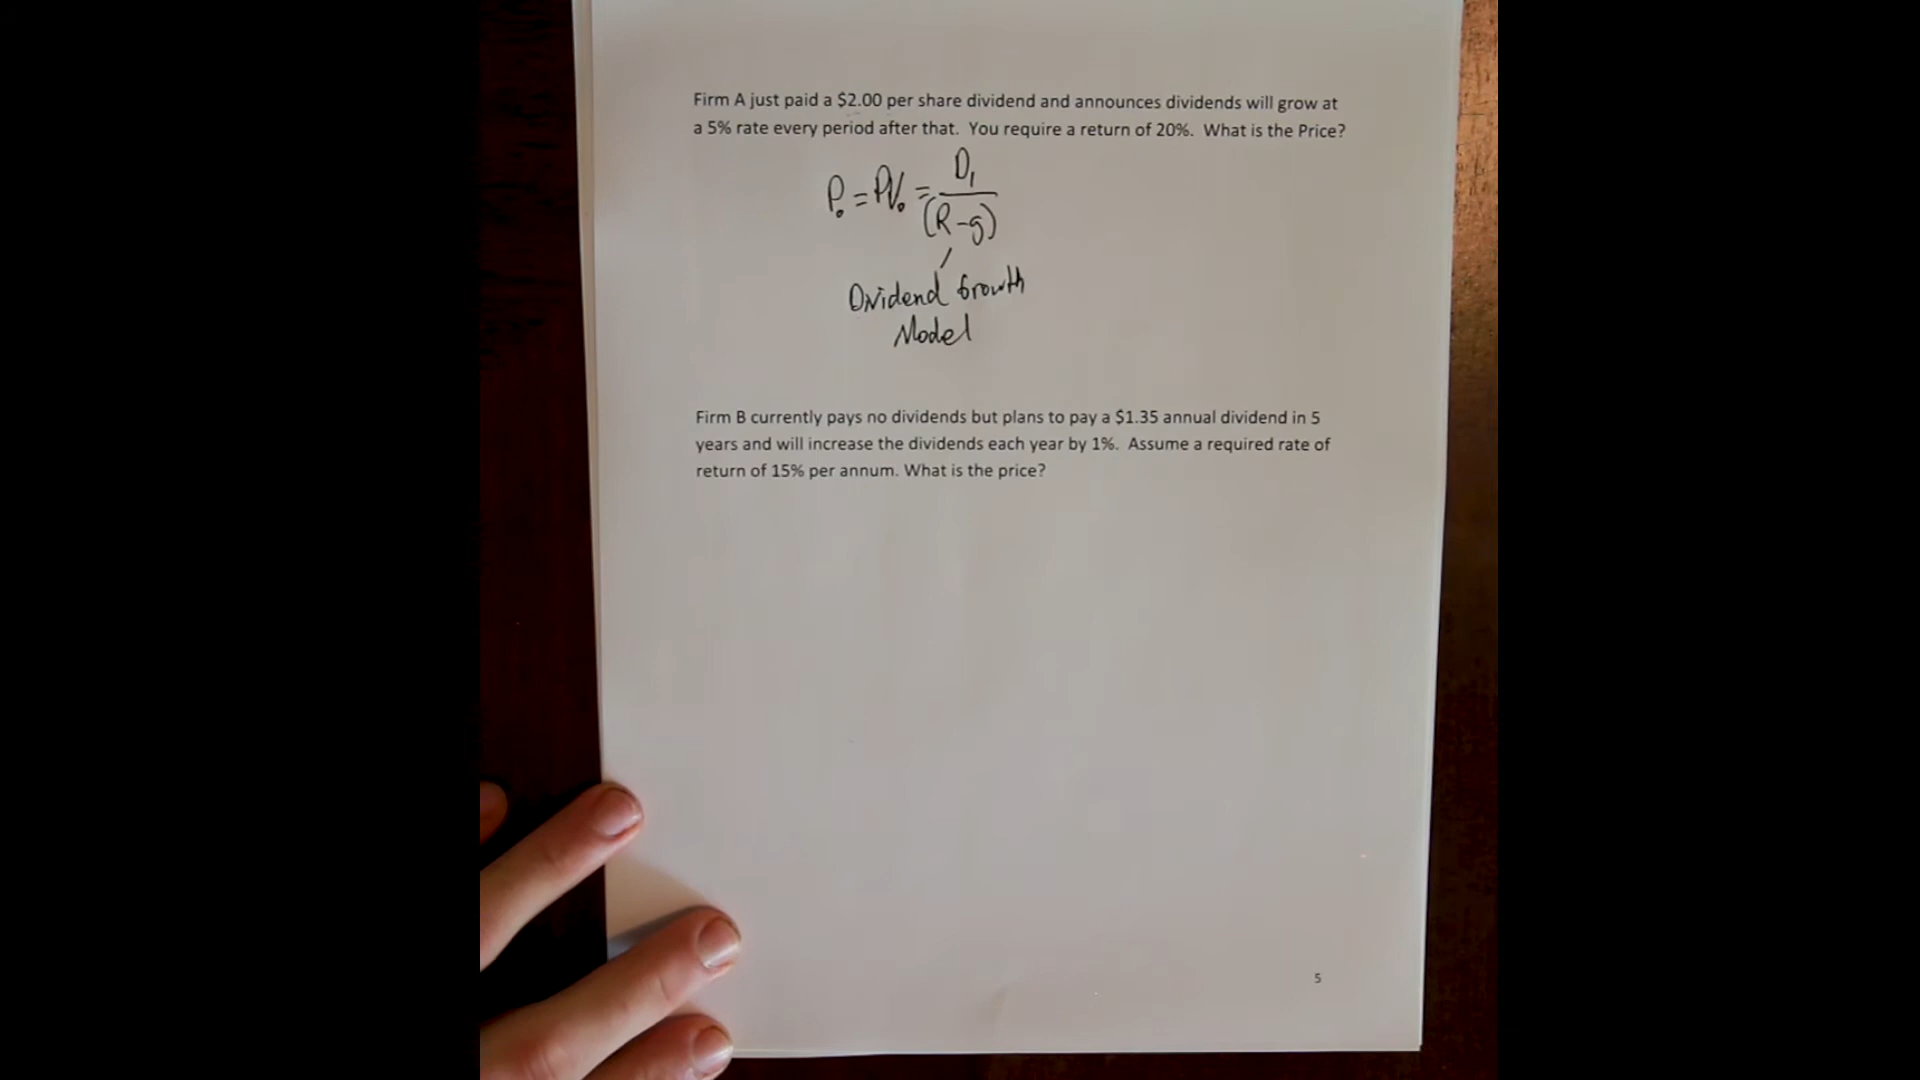 Firm A just paid a $2.00 per share dividend and announces dividends will grow at
a 5% rate every period after that. You require a return of 20%. What is the Price?
P₀ = PV₀ = D₁ / (R-g)
Dividend Growth
Model
Firm B currently pays no dividends but plans to pay a $1.35 annual dividend in 5
years and will increase the dividends each year by 1%. Assume a required rate of
return of 15% per annum. What is the price?
5